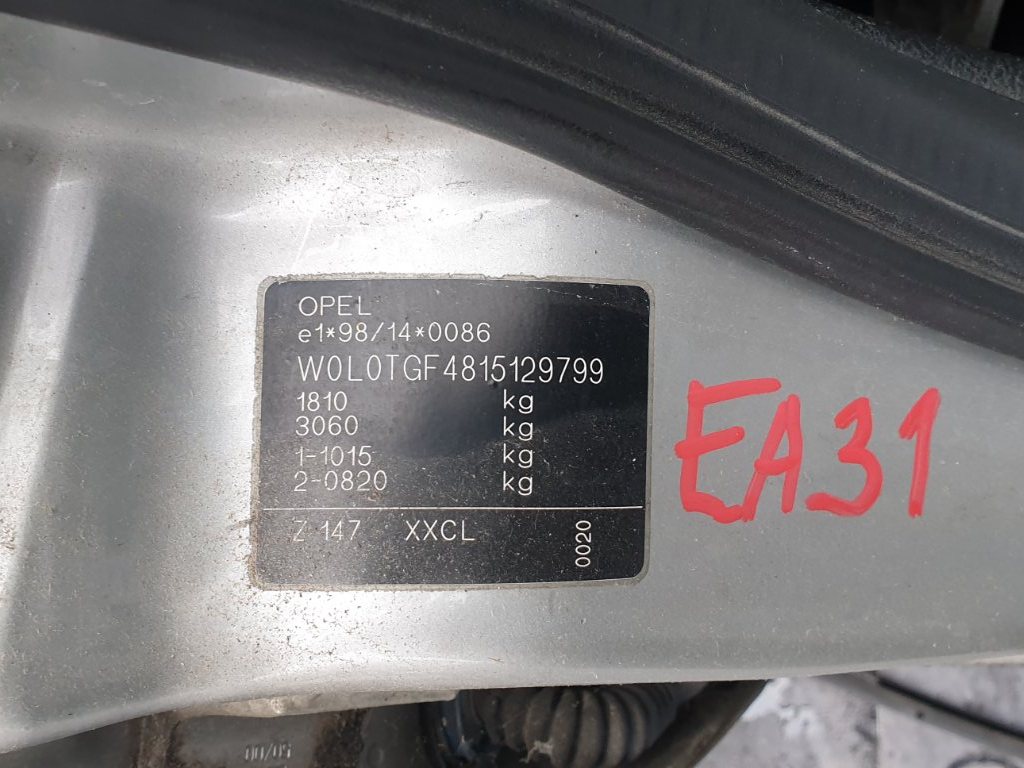 OPEL
e1*98/14*0086
W0L0TGF4815129799
1810 kg
3060 kg
1-1015 kg
2-0820 kg
Z 147 XXCL 0020
EA31